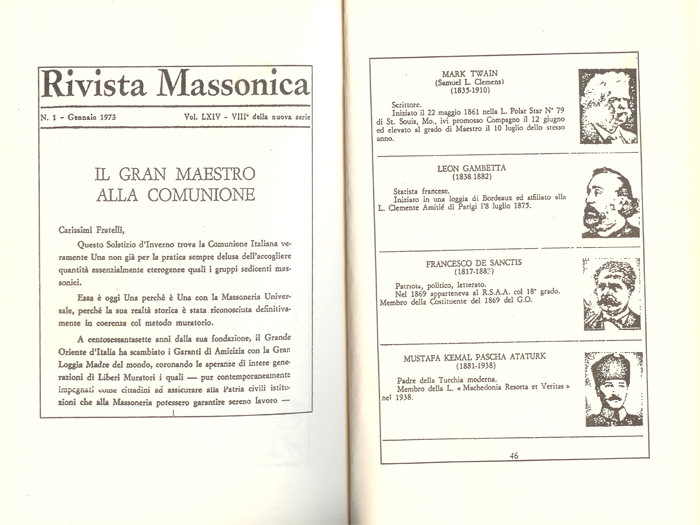 Rivista Massonica
N. 1 - Gennaio 1973 Vol. LXIV - VIII° della nuova serie
IL GRAN MAESTRO
ALLA COMUNIONE
Carissimi Fratelli,
Questo Solstizio d'Inverno trova la Comunione Italiana ve-
ramente Una non già per la pratica sempre delusa dell'accogliere
quantità essenzialmente eterogenee quali i gruppi sedicenti mas-
sonici.
Essa è oggi Una perché è Una con la Massoneria Univer-
sale, perché la sua realtà storica è stata riconosciuta definitiva-
mente in coerenza col metodo muratorio.
A centosessantasette anni dalla sua fondazione, il Grande
Oriente d'Italia ha scambiato i Garanti di Amicizia con la Gran
Loggia Madre del mondo, coronando le speranze di intere gene-
razioni di Liberi Muratori i quali — pur contemporaneamente
impegnati come cittadini ad assicurare alla Patria civili istitu-
zioni che alla Massoneria potessero garantire sereno lavoro —
1
MARK TWAIN
(Samuel L. Clemens)
(1835-1910)
Scrittore.
Iniziato il 22 maggio 1861 nella L. Polar Star N° 79
di St. Souis, Mo., ivi promosso Compagno il 12 giugno
ed elevato al grado di Maestro il 10 luglio dello stesso
anno.
LEON GAMBETTA
(1838 1882)
Statista francese.
Iniziato in una loggia di Bordeaux ed affiliato alla
L. Clemente Amitié di Parigi l'8 luglio 1875.
FRANCESCO DE SANCTIS
Patriota, politico, letterato.
Nel 1869 apparteneva al R.S.A.A. col 18° grado.
Membro della Costituente del 1869 del G.O.
MUSTAFA KEMAL PASCHA ATATURK
(1881-1938)
Padre della Turchia moderna.
Membro della L. « Machedonia Resorta et Veritas »
nel 1938.
46